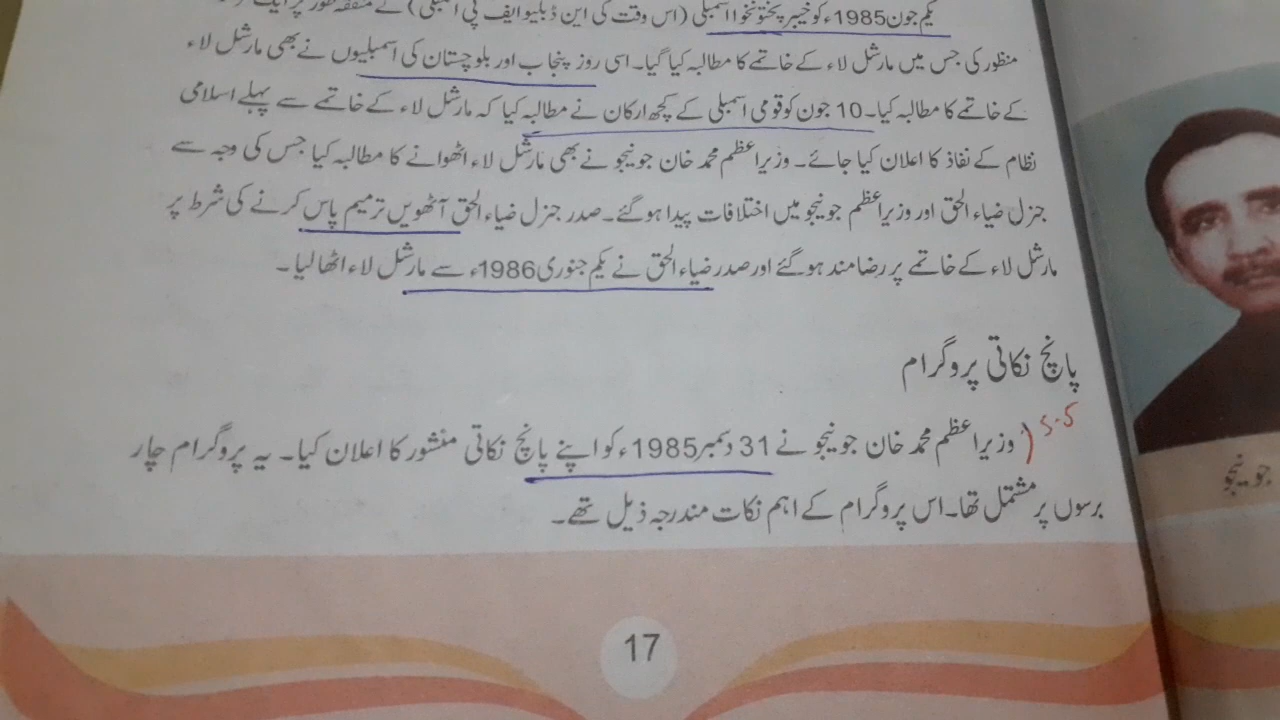 یکم جون 1985ء کو خیبر پختونخوا اسمبلی (اس وقت کی این ڈبلیو ایف پی اسمبلی) نے متفقہ طور پر ایک
منظور کی جس میں مارشل لاء کے خاتمے کا مطالبہ کیا گیا۔ اسی روز پنجاب اور بلوچستان کی اسمبلیوں نے بھی مارشل لاء
کے خاتمے کا مطالبہ کیا۔ 10 جون کو قومی اسمبلی کے کچھ ارکان نے مطالبہ کیا کہ مارشل لاء کے خاتمے سے پہلے اسلامی
نظام کے نفاذ کا اعلان کیا جائے۔ وزیراعظم محمد خان جونیجو نے بھی مارشل لاء اٹھوانے کا مطالبہ کیا جس کی وجہ سے
جنرل ضیاء الحق اور وزیراعظم جونیجو میں اختلافات پیدا ہوگئے۔ صدر جنرل ضیاء الحق آٹھویں ترمیم پاس کرنے کی شرط پر
مارشل لاء کے خاتمے پر رضامند ہوگئے اور صدر ضیاء الحق نے یکم جنوری 1986ء سے مارشل لاء اٹھا لیا۔
پانچ نکاتی پروگرام
وزیراعظم محمد خان جونیجو نے 31 دسمبر 1985ء کو اپنے پانچ نکاتی منشور کا اعلان کیا۔ یہ پروگرام چار
برسوں پر مشتمل تھا۔ اس پروگرام کے اہم نکات مندرجہ ذیل تھے۔
17
جونیجو